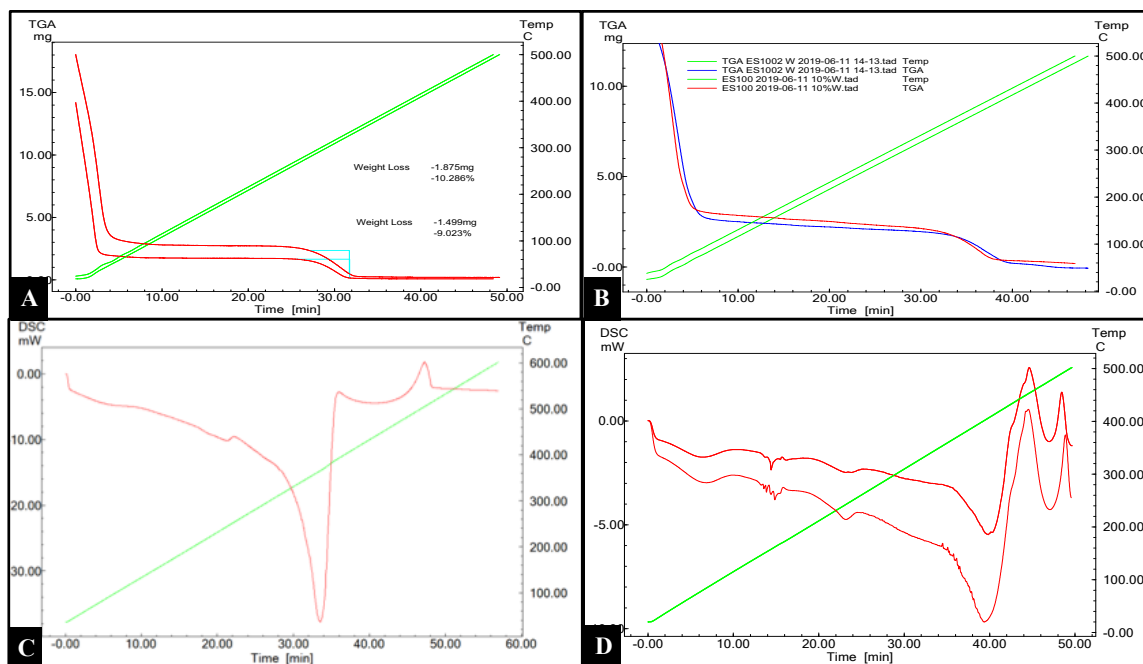 TGA
mg
Temp
C
500.00
400.00
300.00
200.00
100.00
-0.00
15.00
10.00
5.00
0.00
Weight Loss -1.875mg
-10.286%
Weight Loss -1.499mg
-9.023%
-0.00 10.00 20.00 30.00 40.00 50.00
Time [min]
A
TGA
mg
Temp
C
TGA ES1002 W 2019-06-11 14-13.tad Temp
TGA ES1002 W 2019-06-11 14-13.tad TGA
ES100 2019-06-11 10%W.tad Temp
ES100 2019-06-11 10%W.tad TGA
10.00
5.00
-0.00
500.00
400.00
300.00
200.00
100.00
-0.00
-0.00 10.00 20.00 30.00 40.00
Time [min]
B
DSC
mW
Temp
C
0.00
10.00
20.00
30.00
600.00
500.00
400.00
300.00
200.00
100.00
-0.00 10.00 20.00 30.00 40.00 50.00 60.00
Time [min]
C
DSC
mW
Temp
C
0.00
-5.00
-10.00
500.00
400.00
300.00
200.00
100.00
-0.00
-0.00 10.00 20.00 30.00 40.00 50.00
Time [min]
D